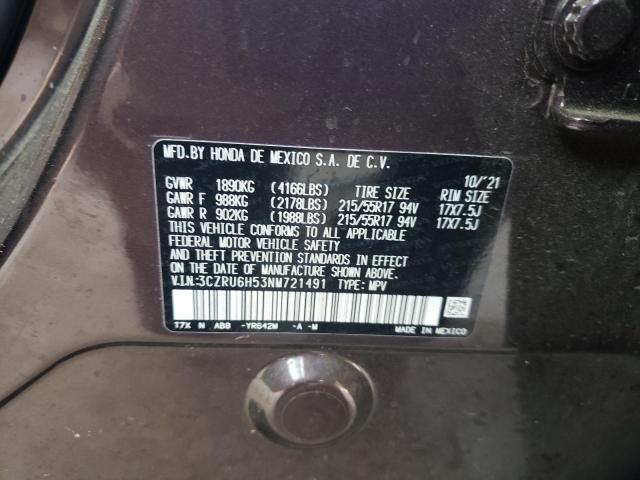 MFD.BY HONDA DE MEXICO S.A. DE C.V.
10/'21
GVWR 1890KG (4166LBS) TIRE SIZE RIM SIZE
GAWR F 988KG (2178LBS) 215/55R17 94V 17X7.5J
GAWR R 902KG (1988LBS) 215/55R17 94V 17X7.5J
THIS VEHICLE CONFORMS TO ALL APPLICABLE
FEDERAL MOTOR VEHICLE SAFETY
AND THEFT PREVENTION STANDARDS IN EFFECT
ON THE DATE OF MANUFACTURE SHOWN ABOVE.
V.I.N:3CZRU6H53NM721491 TYPE: MPV
T7X N ABB -YR642M -A -M MADE IN MEXICO